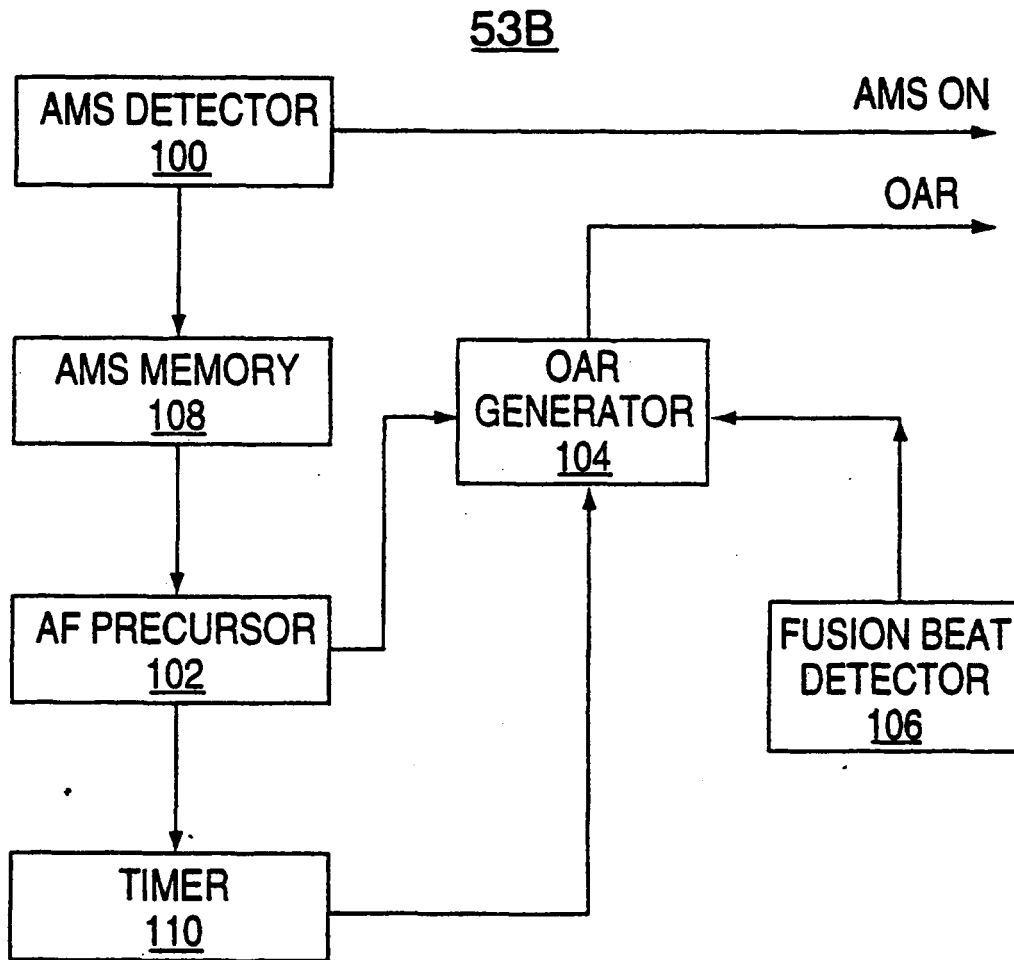 53B
AMS DETECTOR
100
AMS ON
OAR
AMS MEMORY
108
OAR
GENERATOR
104
AF PRECURSOR
102
FUSION BEAT
DETECTOR
106
TIMER
110